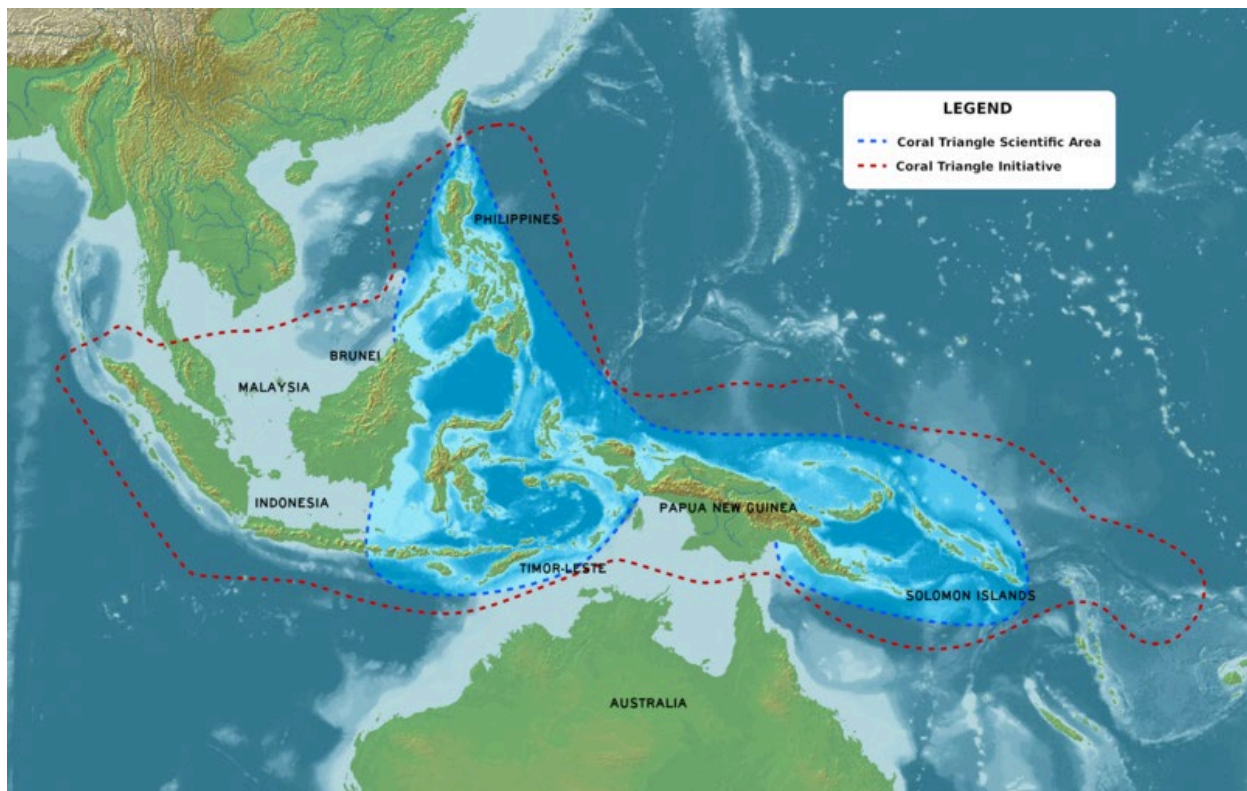 LEGEND
Coral Triangle Scientific Area
Coral Triangle Initiative
PHILIPPINES
BRUNEI
MALAYSIA
INDONESIA
PAPUA NEW GUINEA
TIMOR-LESTE
SOLOMON ISLANDS
AUSTRALIA